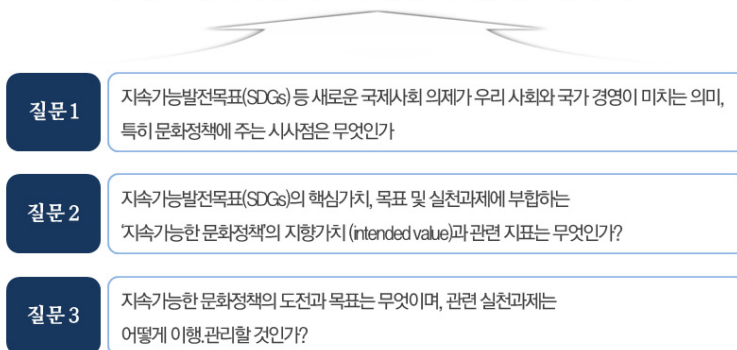 질문 1
지속가능발전목표(SDGs) 등 새로운 국제사회 의제가 우리 사회와 국가 경영이 미치는 의미,
특히 문화정책에 주는 시사점은 무엇인가
질문 2
지속가능발전목표(SDGs)의 핵심가치, 목표 및 실천과제에 부합하는
'지속가능한 문화정책'의 지향가치 (intended value)과 관련 지표는 무엇인가?
질문 3
지속가능한 문화정책의 도전과 목표는 무엇이며, 관련 실천과제는
어떻게 이행.관리할 것인가?